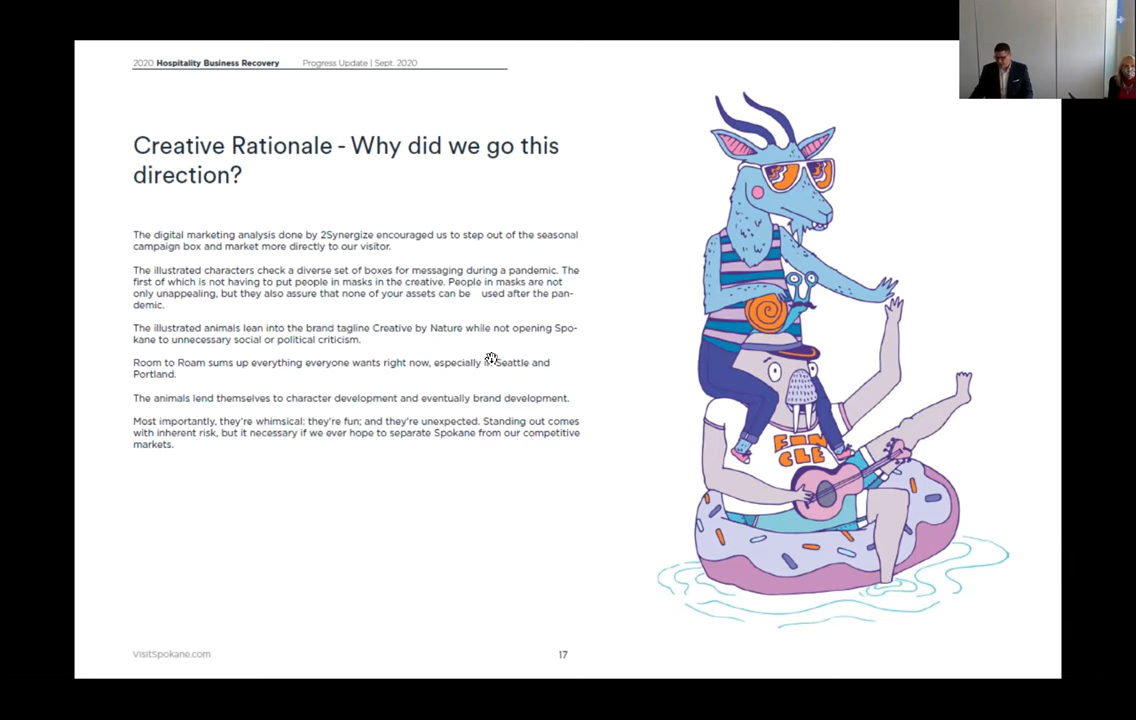 2020 Hospitality Business Recovery Progress Update | Sept. 2020
Creative Rationale - Why did we go this
direction?
The digital marketing analysis done by 2Synergize encouraged us to step out of the seasonal
campaign box and market more directly to our visitor.
The illustrated characters check a diverse set of boxes for messaging during a pandemic. The
first of which is not having to put people in masks in the creative. People in masks are not
only unappealing, but they also assure that none of your assets can be used after the pan-
demic.
The illustrated animals lean into the brand tagline Creative by Nature while not opening Spo-
kane to unnecessary social or political criticism.
Room to Roam sums up everything everyone wants right now, especially Seattle and
Portland.
The animals lend themselves to character development and eventually brand development.
Most importantly, they're whimsical: they're fun; and they're unexpected. Standing out comes
with inherent risk, but it necessary if we ever hope to separate Spokane from our competitive
markets.
FUN
CLE
VisitSpokane.com
17